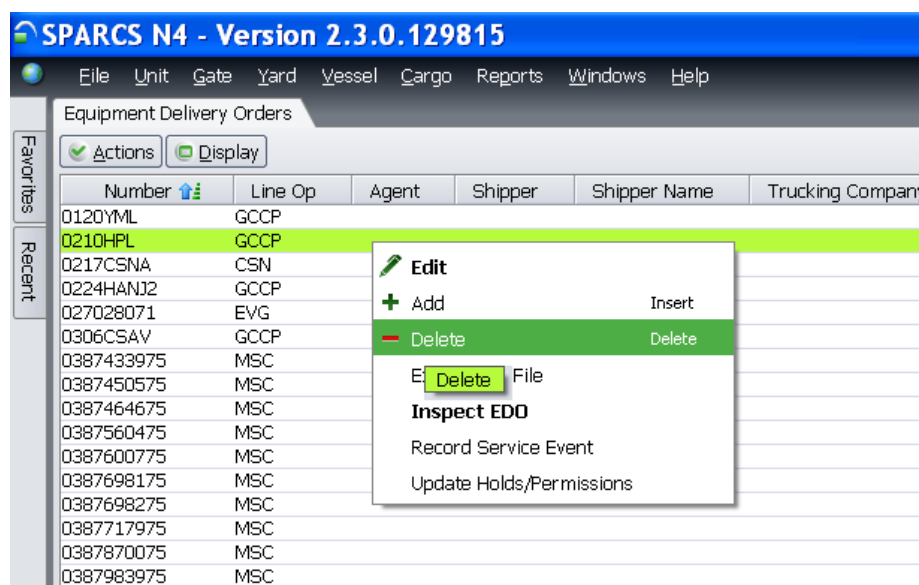 SPARCS N4 - Version 2.3.0.129815
File Unit Gate Yard Vessel Cargo Reports Windows Help
Equipment Delivery Orders
Favorites
Recent
Actions Display
Number Line Op Agent Shipper Shipper Name Trucking Company
0120YML GCCP
0210HPL GCCP
0217CSNA CSN
0224HANJ2 GCCP
027028071 EVG
0306CSAV GCCP
0387433975 MSC
0387450575 MSC
0387464675 MSC
0387560475 MSC
0387600775 MSC
0387698175 MSC
0387698275 MSC
0387717975 MSC
0387870075 MSC
0387983975 MSC
Edit
Add Insert
Delete Delete
Delete File
Inspect EDO
Record Service Event
Update Holds/Permissions